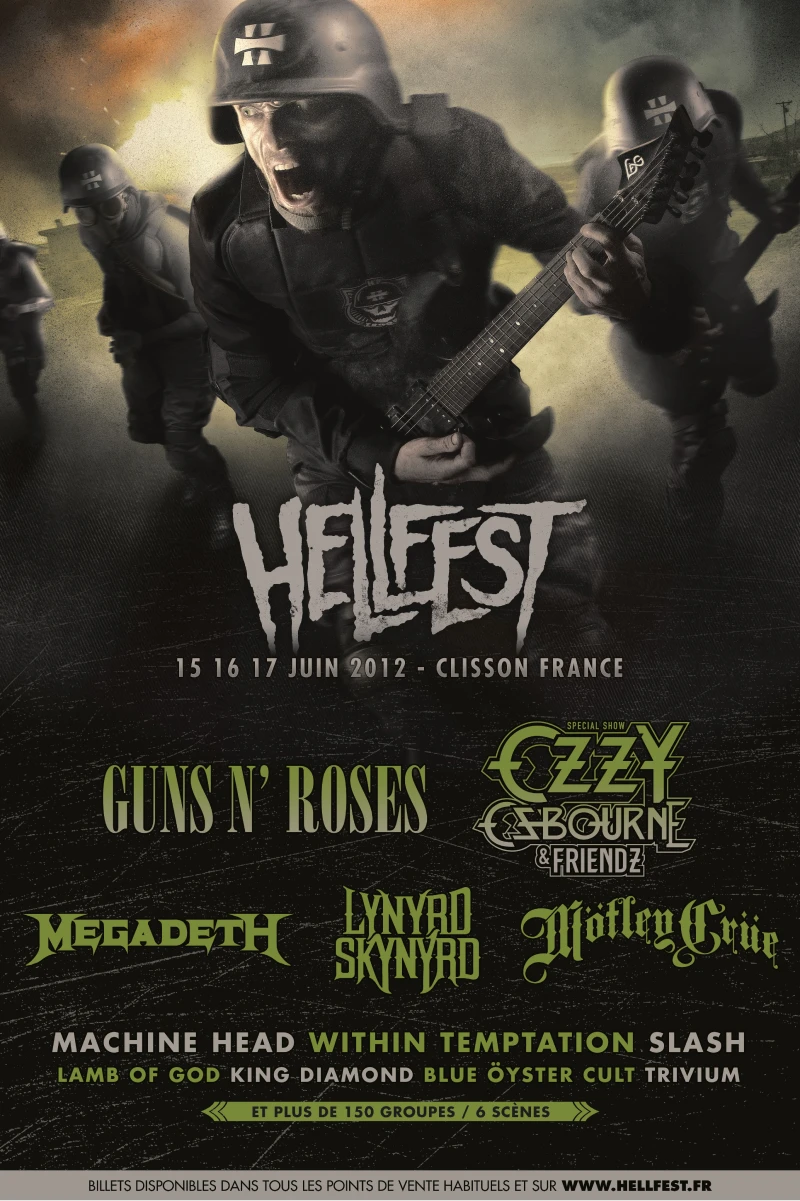 HELLFEST
15 16 17 JUIN 2012 - CLISSON FRANCE
GUNS N' ROSES
SPECIAL SHOW
OZZY
OSBOURNE
& FRIENDZ
MEGADETH
LYNYRD
SKYNYRD
Mötley Crüe
MACHINE HEAD WITHIN TEMPTATION SLASH
LAMB OF GOD KING DIAMOND BLUE ÖYSTER CULT TRIVIUM
ET PLUS DE 150 GROUPES / 6 SCÈNES
BILLETS DISPONIBLES DANS TOUS LES POINTS DE VENTE HABITUELS ET SUR WWW.HELLFEST.FR